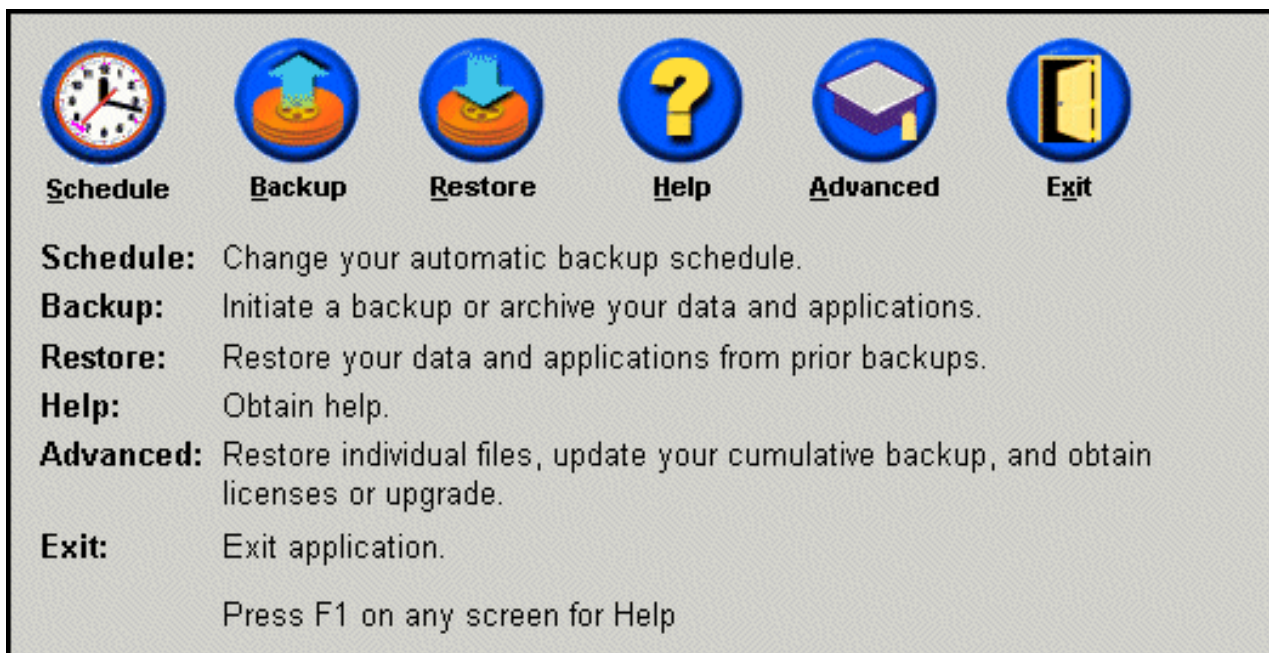 Schedule Backup Restore Help Advanced Exit
Schedule: Change your automatic backup schedule.
Backup: Initiate a backup or archive your data and applications.
Restore: Restore your data and applications from prior backups.
Help: Obtain help.
Advanced: Restore individual files, update your cumulative backup, and obtain
licenses or upgrade.
Exit: Exit application.
Press F1 on any screen for Help